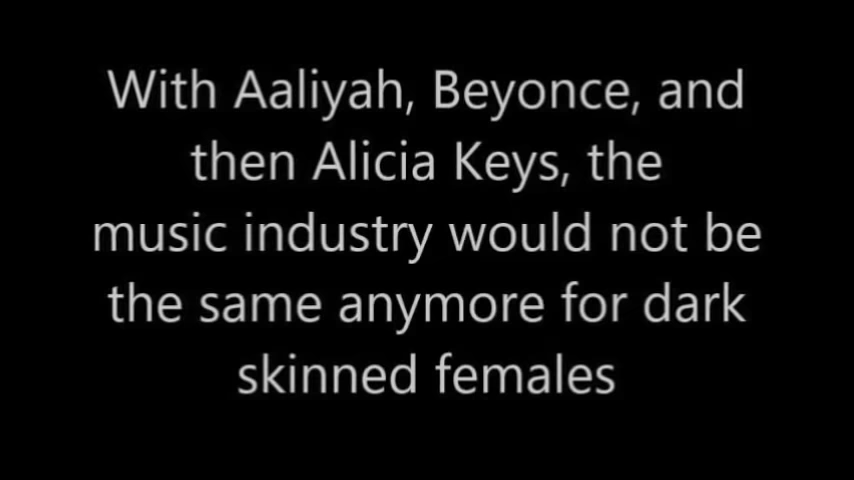 With Aaliyah, Beyonce, and
then Alicia Keys, the
music industry would not be
the same anymore for dark
skinned females